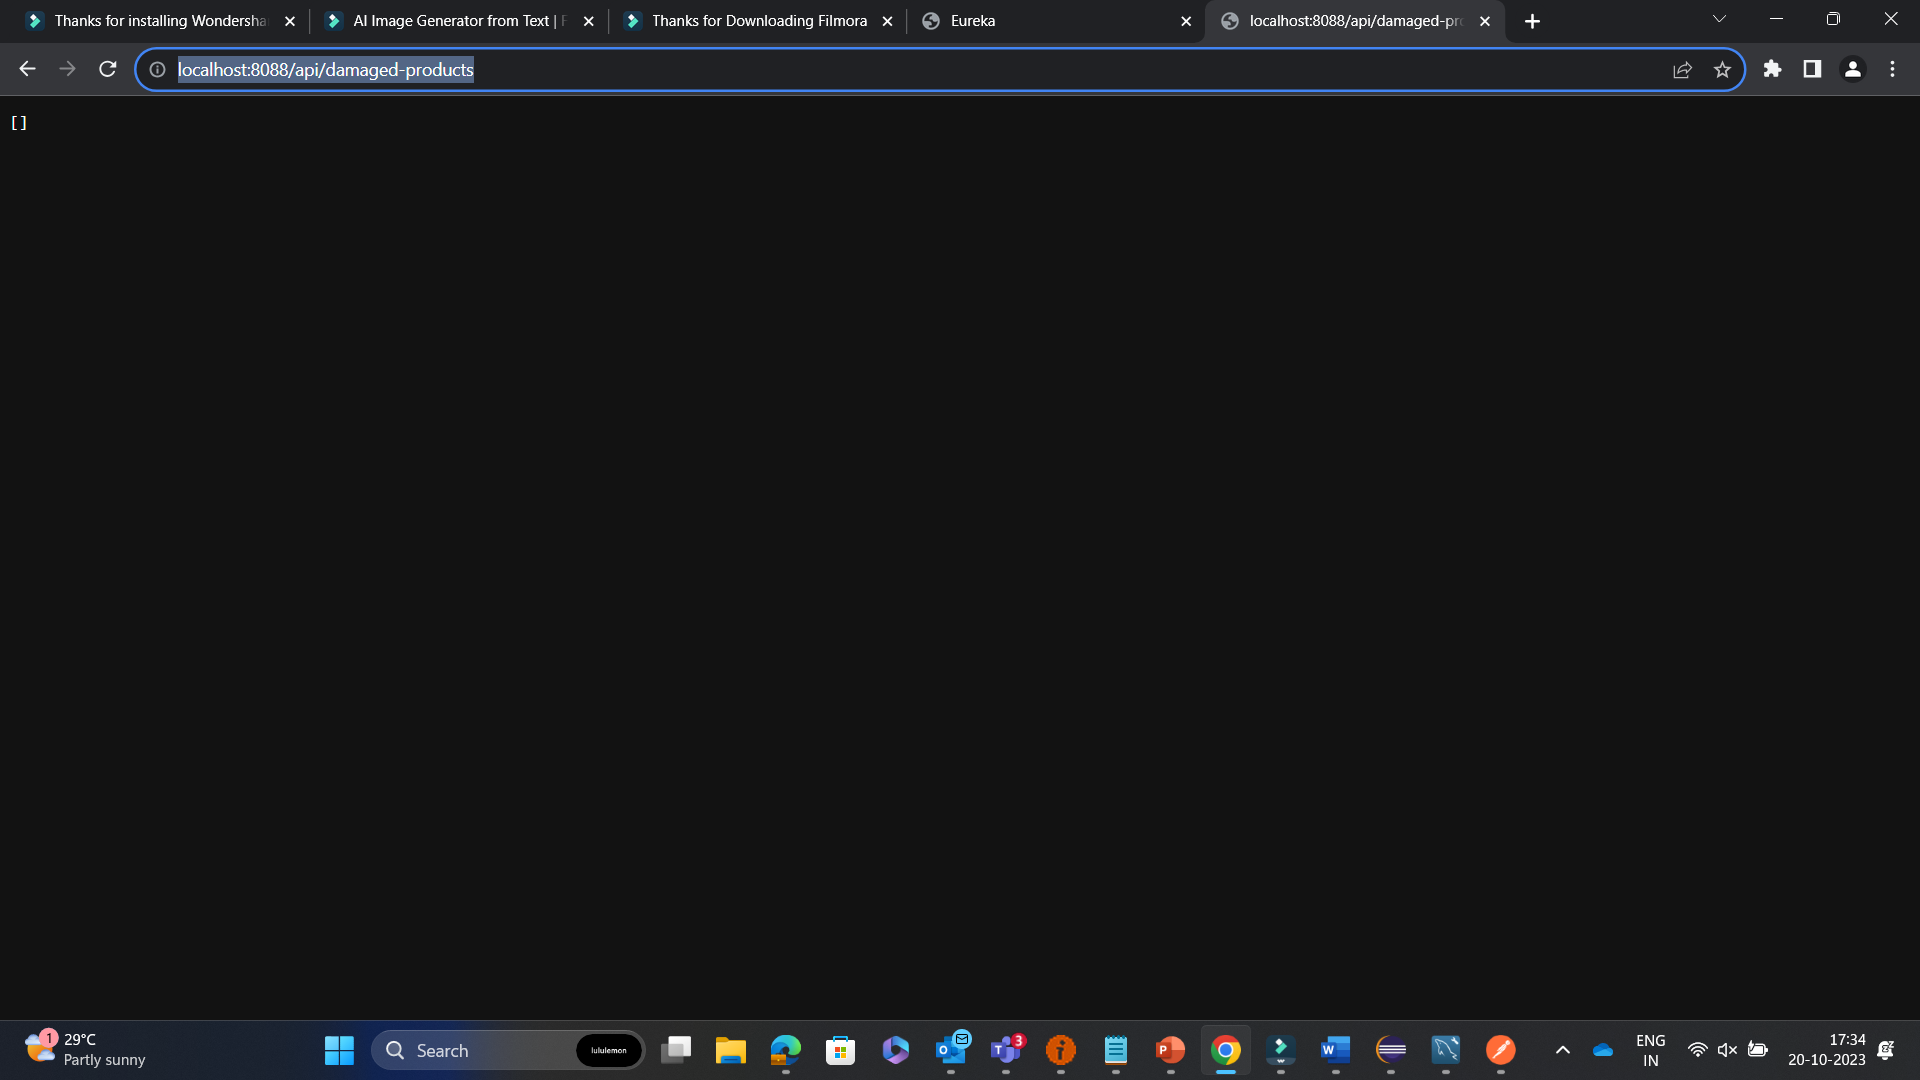 Thanks for installing Wondersha
AI Image Generator from Text | F
Thanks for Downloading Filmora
Eureka
localhost:8088/api/damaged-pro
localhost:8088/api/damaged-products
[]
1
29°C
Partly sunny
Search
lululemon
3
ENG
IN
17:34
20-10-2023